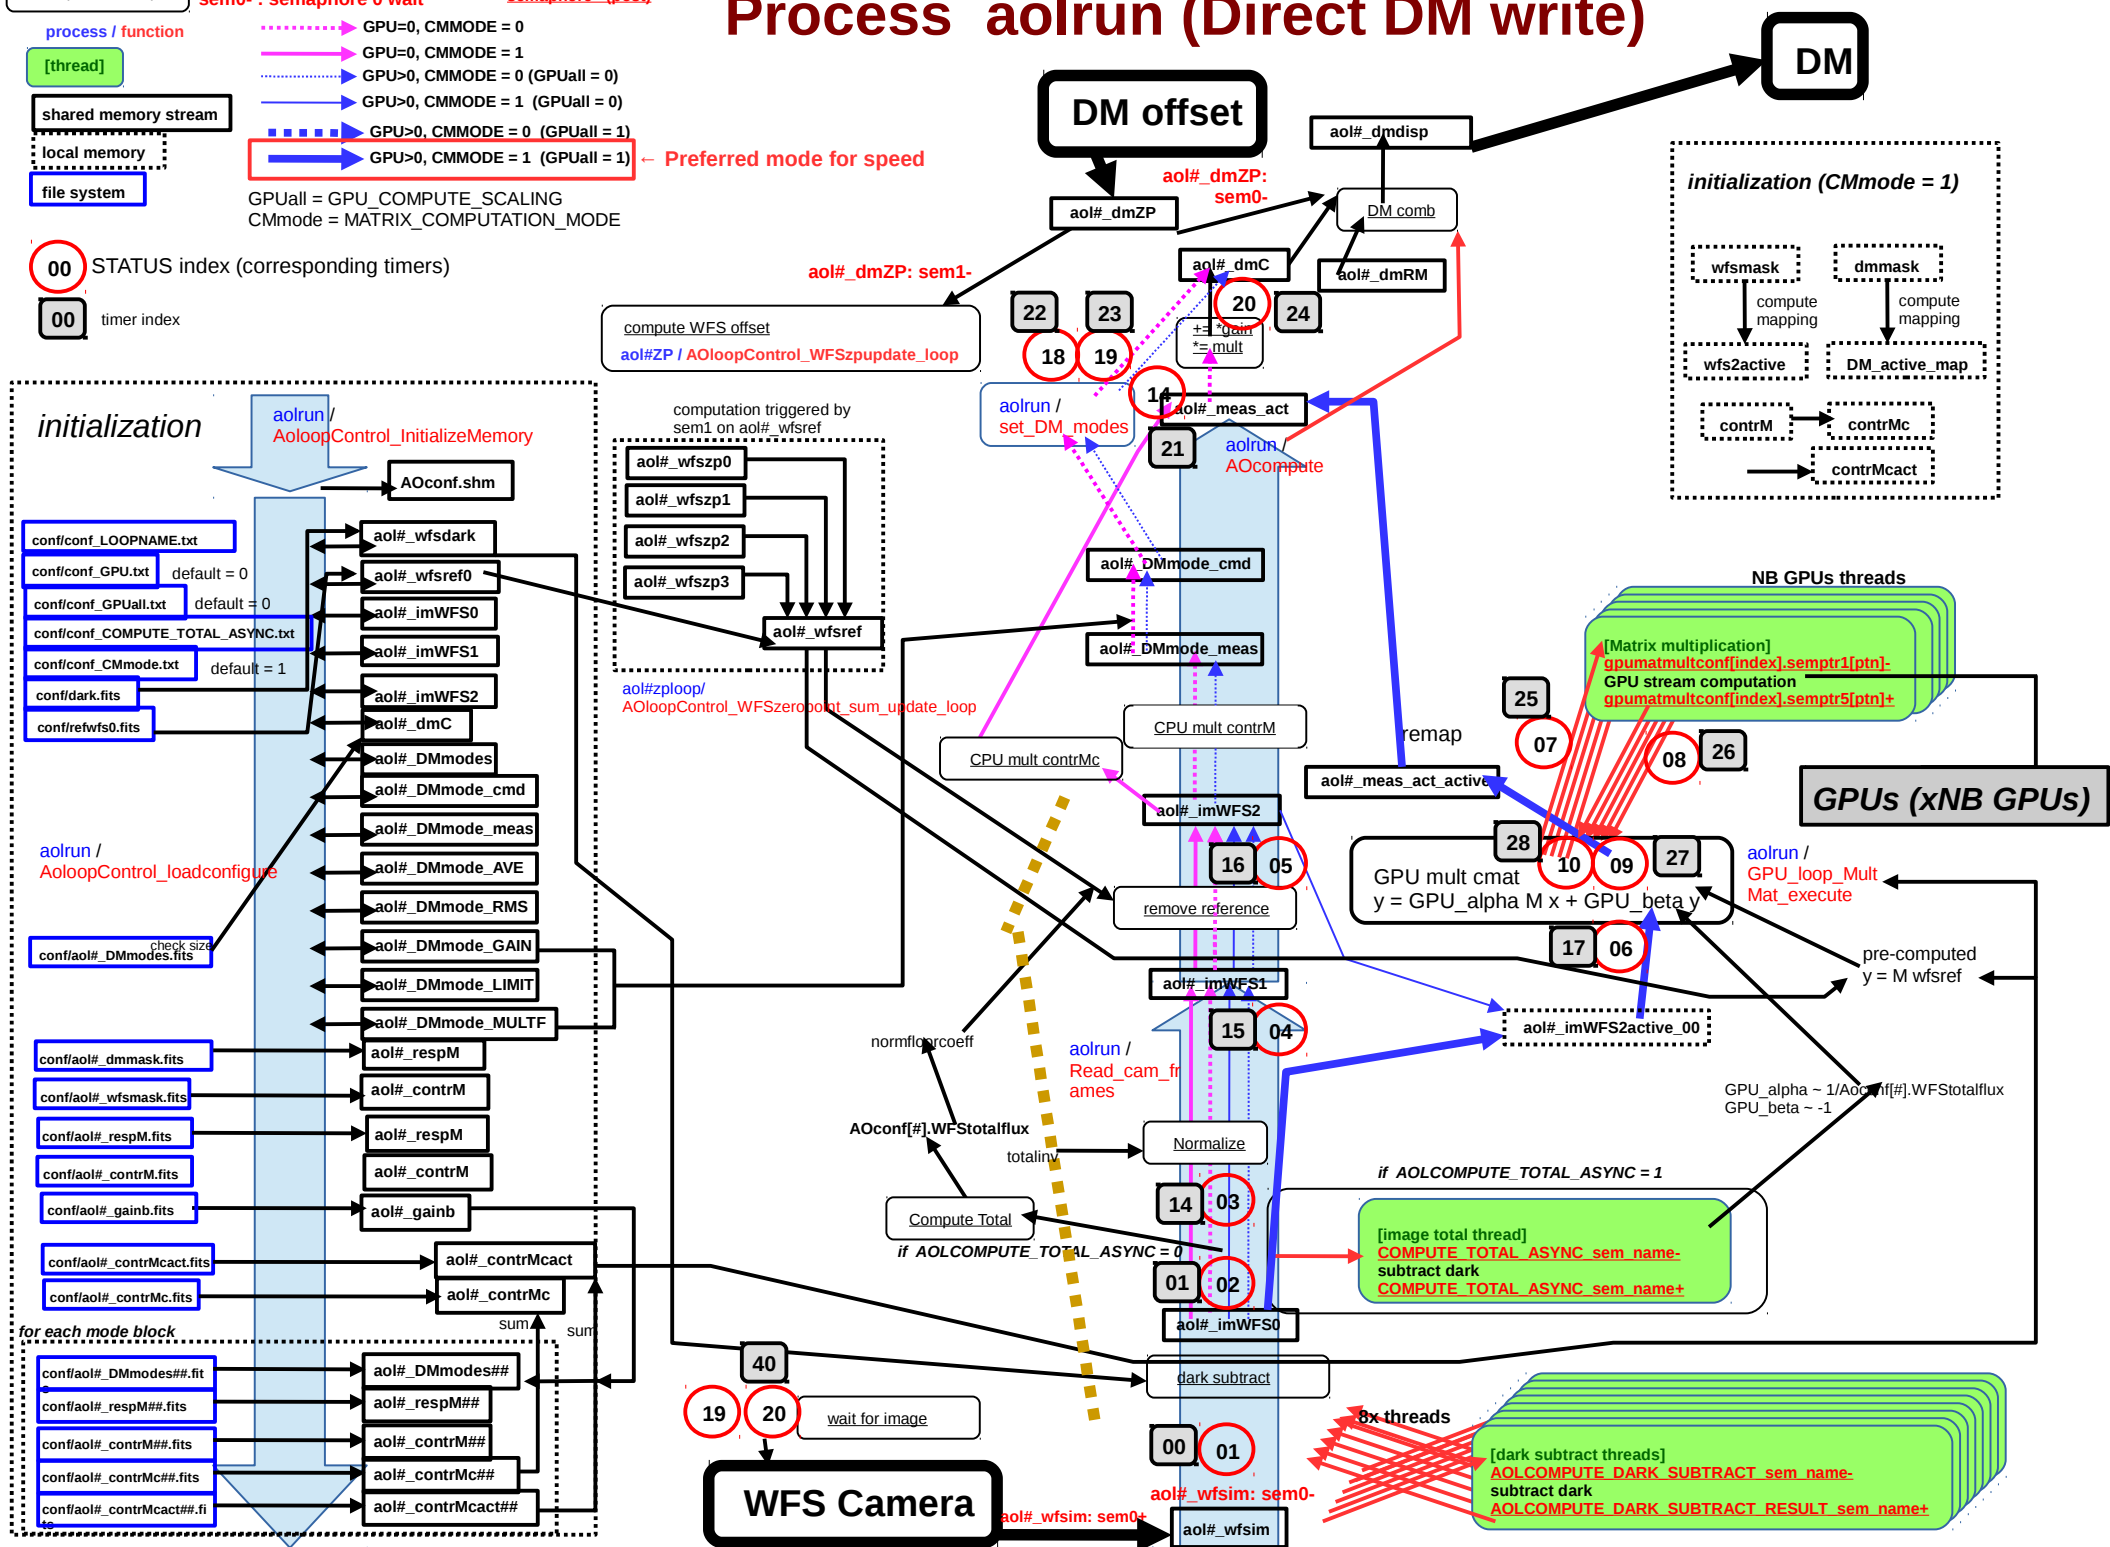 sem0- : semaphore 0 wait
semaphore+ (post)
Process aolrun (Direct DM write)
process / function
[thread]
shared memory stream
local memory
file system
GPU=0, CMMODE = 0
GPU=0, CMMODE = 1
GPU>0, CMMODE = 0 (GPUall = 0)
GPU>0, CMMODE = 1 (GPUall = 0)
GPU>0, CMMODE = 0 (GPUall = 1)
GPU>0, CMMODE = 1 (GPUall = 1)
← Preferred mode for speed
GPUall = GPU_COMPUTE_SCALING
CMmode = MATRIX_COMPUTATION_MODE
00
STATUS index (corresponding timers)
00
timer index
DM offset
DM
aol#_dmdisp
aol#_dmZP:
sem0-
aol#_dmZP
DM comb
aol#_dmC
aol#_dmRM
aol#_dmZP: sem1-
compute WFS offset
aol#ZP / AOloopControl_WFSzpupdate_loop
22
23
20
24
18
19
+= *gain
*= mult
14
aolrun /
set_DM_modes
aol#_meas_act
21
aolrun /
AOcompute
initialization (CMmode = 1)
wfsmask
dmmask
compute
mapping
compute
mapping
wfs2active
DM_active_map
contrM
contrMc
contrMcact
initialization
aolrun /
AoloopControl_InitializeMemory
AOconf.shm
conf/conf_LOOPNAME.txt
conf/conf_GPU.txt
default = 0
conf/conf_GPUall.txt
default = 0
conf/conf_COMPUTE_TOTAL_ASYNC.txt
conf/conf_CMmode.txt
default = 1
conf/dark.fits
conf/refwfs0.fits
aol#_wfsdark
aol#_wfsref0
aol#_imWFS0
aol#_imWFS1
aol#_imWFS2
aol#_dmC
aol#_DMmodes
aol#_DMmode_cmd
aol#_DMmode_meas
aol#_DMmode_AVE
aol#_DMmode_RMS
aol#_DMmode_GAIN
aol#_DMmode_LIMIT
aol#_DMmode_MULTF
aolrun /
AoloopControl_loadconfigure
check size
conf/aol#_DMmodes.fits
conf/aol#_dmmask.fits
aol#_respM
conf/aol#_wfsmask.fits
aol#_contrM
conf/aol#_respM.fits
aol#_respM
conf/aol#_contrM.fits
aol#_contrM
conf/aol#_gainb.fits
aol#_gainb
conf/aol#_contrMcact.fits
aol#_contrMcact
conf/aol#_contrMc.fits
aol#_contrMc
sum
sum
for each mode block
conf/aol#_DMmodes##.fit
s
aol#_DMmodes##
conf/aol#_respM##.fits
aol#_respM##
conf/aol#_contrM##.fits
aol#_contrM##
conf/aol#_contrMc##.fits
aol#_contrMc##
conf/aol#_contrMcact##.fi
ts
aol#_contrMcact##
computation triggered by
sem1 on aol#_wfsref
aol#_wfszp0
aol#_wfszp1
aol#_wfszp2
aol#_wfszp3
aol#_wfsref
aol#zploop/
AOloopControl_WFSzeropoint_sum_update_loop
aol#_DMmode_cmd
aol#_DMmode_meas
CPU mult contrM
CPU mult contrMc
aol#_imWFS2
16
05
remove reference
aol#_imWFS1
15
04
normfloorcoeff
aolrun /
Read_cam_fr
ames
AOconf[#].WFStotalflux
totalinv
Normalize
14
03
Compute Total
if AOLCOMPUTE_TOTAL_ASYNC = 0
01
02
aol#_imWFS0
dark subtract
40
19
20
wait for image
00
01
WFS Camera
aol#_wfsim: sem0+
aol#_wfsim: sem0-
aol#_wfsim
NB GPUs threads
[Matrix multiplication]
gpumatmultconf[index].semptr1[ptn]-
GPU stream computation
gpumatmultconf[index].semptr5[ptn]+
25
07
08
26
remap
aol#_meas_act_active
GPUs (xNB GPUs)
28
10
09
27
GPU mult cmat
y = GPU_alpha M x + GPU_beta y
aolrun /
GPU_loop_Mult
Mat_execute
17
06
pre-computed
y = M wfsref
aol#_imWFS2active_00
GPU_alpha ~ 1/Aoconf[#].WFStotalflux
GPU_beta ~ -1
if AOLCOMPUTE_TOTAL_ASYNC = 1
[image total thread]
COMPUTE_TOTAL_ASYNC_sem_name-
subtract dark
COMPUTE_TOTAL_ASYNC_sem_name+
8x threads
[dark subtract threads]
AOLCOMPUTE_DARK_SUBTRACT_sem_name-
subtract dark
AOLCOMPUTE_DARK_SUBTRACT_RESULT_sem_name+